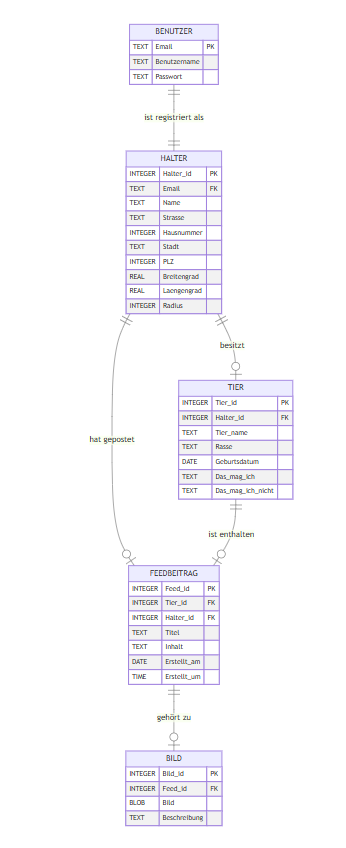 BENUTZER
TEXT Email PK
TEXT Benutzername
TEXT Passwort
ist registriert als
HALTER
INTEGER Halter_id PK
TEXT Email FK
TEXT Name
TEXT Strasse
INTEGER Hausnummer
TEXT Stadt
INTEGER PLZ
REAL Breitengrad
REAL Laengengrad
INTEGER Radius
besitzt
TIER
INTEGER Tier_id PK
INTEGER Halter_id FK
TEXT Tier_name
TEXT Rasse
DATE Geburtsdatum
TEXT Das_mag_ich
TEXT Das_mag_ich_nicht
hat gepostet
ist enthalten
FEEDBEITRAG
INTEGER Feed_id PK
INTEGER Tier_id FK
INTEGER Halter_id FK
TEXT Titel
TEXT Inhalt
DATE Erstellt_am
TIME Erstellt_um
gehört zu
BILD
INTEGER Bild_id PK
INTEGER Feed_id FK
BLOB Bild
TEXT Beschreibung